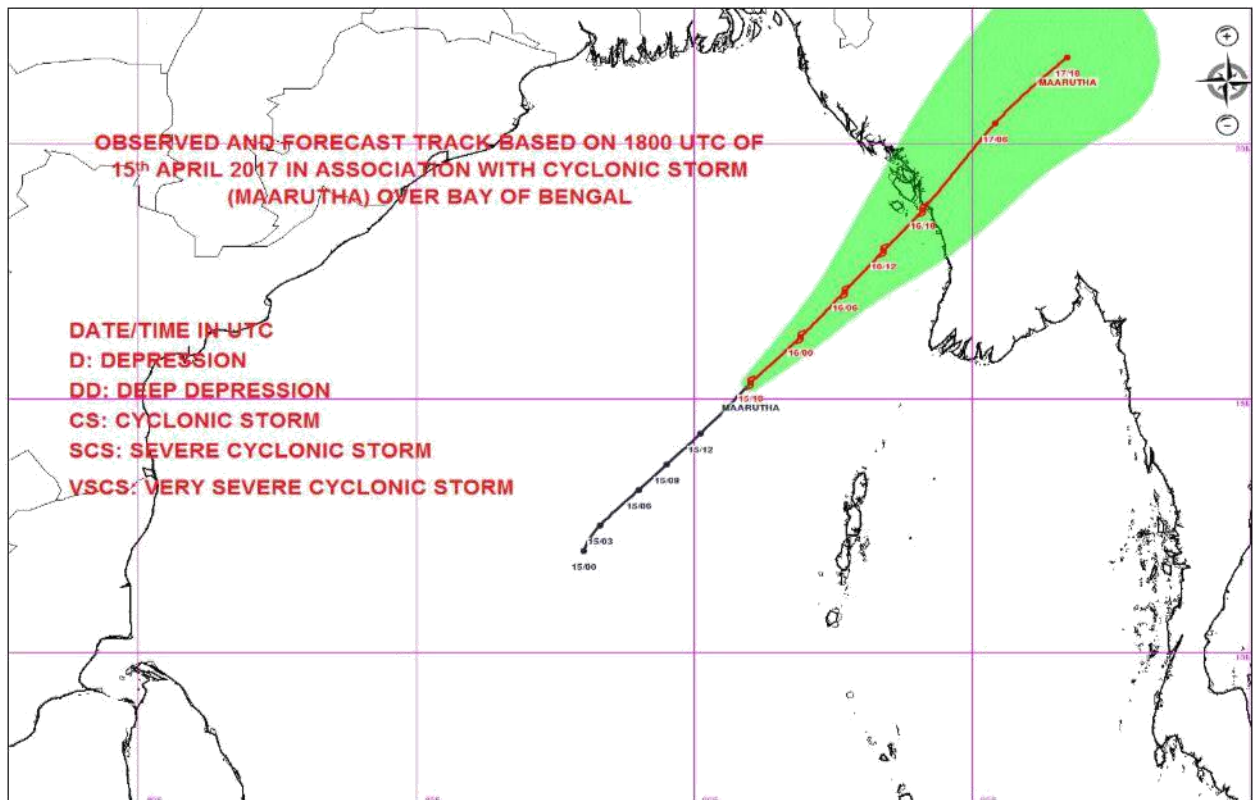 17/18
MAARUTHA
17/06
OBSERVED AND FORECAST TRACK BASED ON 1800 UTC OF
15th APRIL 2017 IN ASSOCIATION WITH CYCLONIC STORM
(MAARUTHA) OVER BAY OF BENGAL
16/18
16/12
16/06
DATE/TIME IN UTC
16/00
D: DEPRESSION
DD: DEEP DEPRESSION
15/18
MAARUTHA
CS: CYCLONIC STORM
SCS: SEVERE CYCLONIC STORM
15/12
VSCS: VERY SEVERE CYCLONIC STORM
15/09
15/06
15/03
15/00